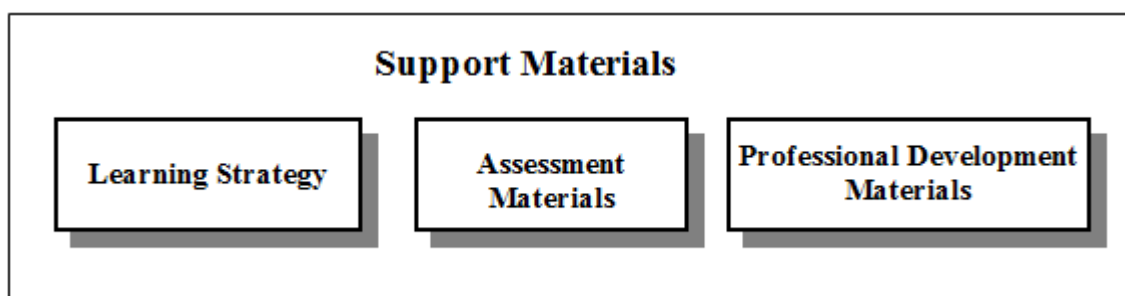 Support Materials
Learning Strategy
Assessment
Materials
Professional Development
Materials